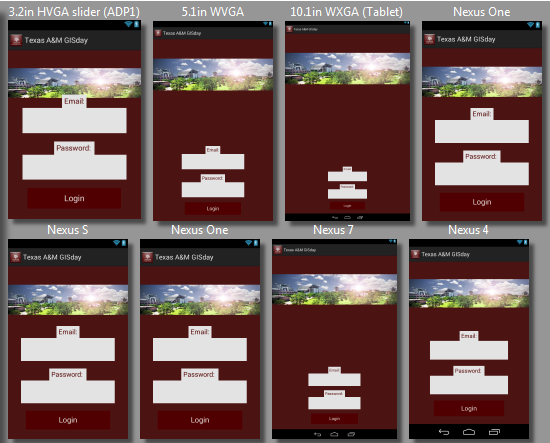 3.2in HVGA slider (ADP1)
5.1in WVGA
10.1in WXGA (Tablet)
Nexus One
Texas A&M GISday
Email:
Password:
Login
Texas A&M GISday
Email:
Password:
Login
Texas A&M GISday
Email:
Password:
Login
Texas A&M GISday
Email:
Password:
Login
Nexus S
Nexus One
Nexus 7
Nexus 4
Texas A&M GISday
Email:
Password:
Login
Texas A&M GISday
Email:
Password:
Login
Texas A&M GISday
Email:
Password:
Login
Texas A&M GISday
Email:
Password:
Login